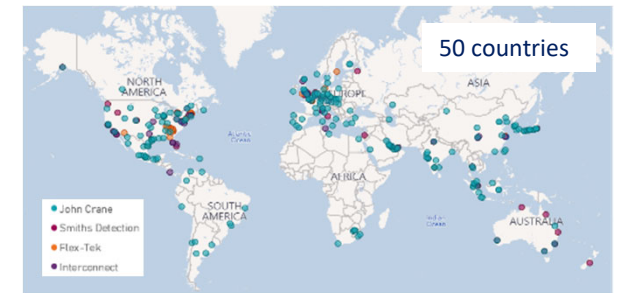 50 countries
NORTH
AMERICA
EUROPE
ASIA
Atlantic
Ocean
AFRICA
SOUTH
AMERICA
Indian
Ocean
AUSTRALIA
John Crane
Smiths Detection
Flex-Tek
Interconnect